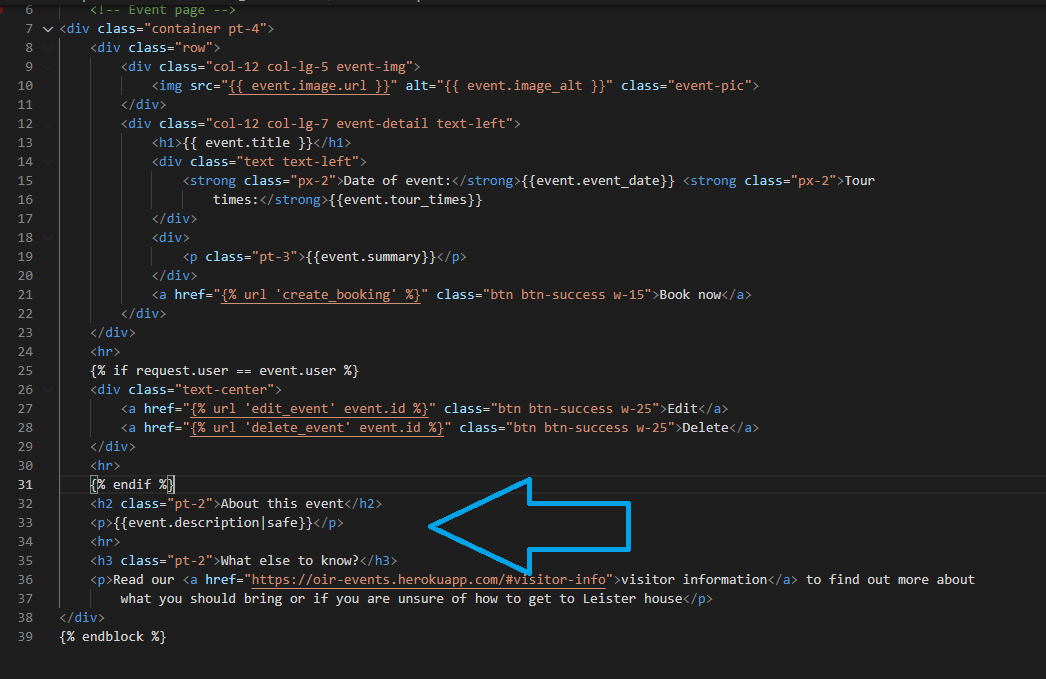 6 <!-- Event page -->
7 <div class="container pt-4">
8 <div class="row">
9 <div class="col-12 col-lg-5 event-img">
10 <img src="{{ event.image.url }}" alt="{{ event.image_alt }}" class="event-pic">
11 </div>
12 <div class="col-12 col-lg-7 event-detail text-left">
13 <h1>{{ event.title }}</h1>
14 <div class="text text-left">
15 <strong class="px-2">Date of event:</strong>{{event.event_date}} <strong class="px-2">Tour
16 times:</strong>{{event.tour_times}}
17 </div>
18 <div>
19 <p class="pt-3">{{event.summary}}</p>
20 </div>
21 <a href="{% url 'create_booking' %}" class="btn btn-success w-15">Book now</a>
22 </div>
23 </div>
24 <hr>
25 {% if request.user == event.user %}
26 <div class="text-center">
27 <a href="{% url 'edit_event' event.id %}" class="btn btn-success w-25">Edit</a>
28 <a href="{% url 'delete_event' event.id %}" class="btn btn-success w-25">Delete</a>
29 </div>
30 <hr>
31 {% endif %}
32 <h2 class="pt-2">About this event</h2>
33 <p>{{event.description|safe}}</p>
34 <hr>
35 <h3 class="pt-2">What else to know?</h3>
36 <p>Read our <a href="https://oir-events.herokuapp.com/#visitor-info">visitor information</a> to find out more about
37 what you should bring or if you are unsure of how to get to Leister house</p>
38 </div>
39 {% endblock %}